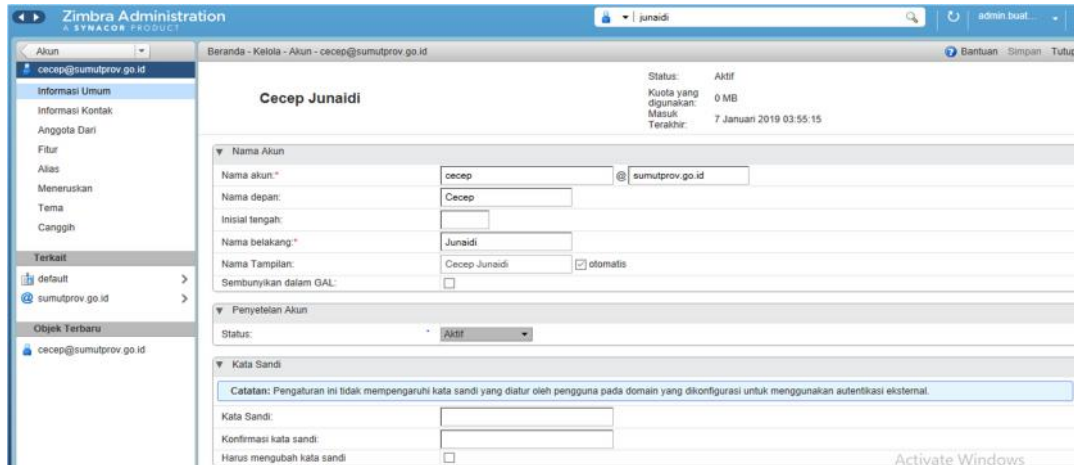 Zimbra Administration
A SYNACOR PRODUCT
junaidi
admin.buat...
Akun
Beranda - Kelola - Akun - cecep@sumutprov.go.id
Bantuan Simpan Tutup
cecep@sumutprov.go.id
Informasi Umum
Informasi Kontak
Anggota Dari
Fitur
Alias
Meneruskan
Tema
Canggih
Terkait
default
sumutprov.go.id
Objek Terbaru
cecep@sumutprov.go.id
Cecep Junaidi
Status: Aktif
Kuota yang digunakan: 0 MB
Masuk Terakhir: 7 Januari 2019 03:55:15
Nama Akun
Nama akun:* cecep @ sumutprov.go.id
Nama depan: Cecep
Inisial tengah:
Nama belakang:* Junaidi
Nama Tampilan: Cecep Junaidi otomatis
Sembunyikan dalam GAL:
Penyetelan Akun
Status: Aktif
Kata Sandi
Catatan: Pengaturan ini tidak mempengaruhi kata sandi yang diatur oleh pengguna pada domain yang dikonfigurasi untuk menggunakan autentikasi eksternal.
Kata Sandi:
Konfirmasi kata sandi:
Harus mengubah kata sandi
Activate Windows